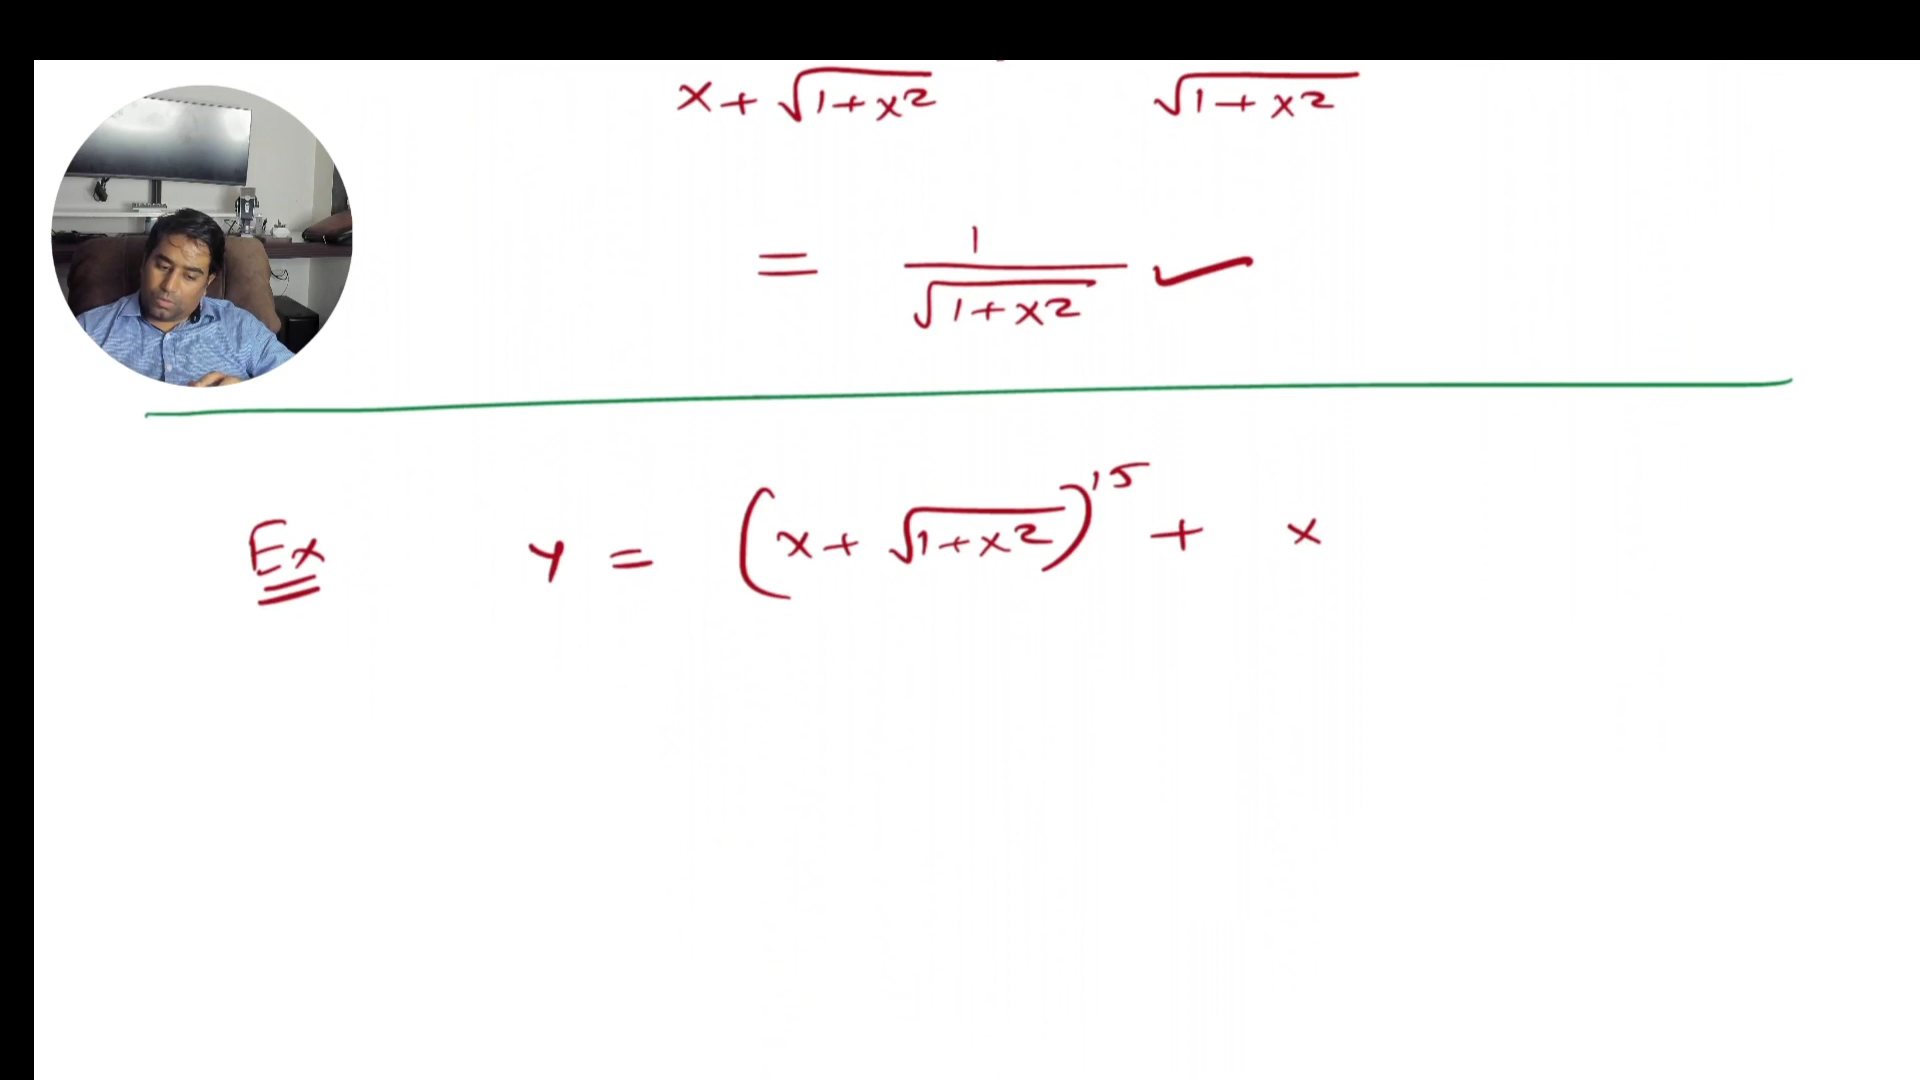 x + √1+x2 √1+x2
= 1/√1+x2 ✓
Ex y = (x + √1+x2)^15 + x